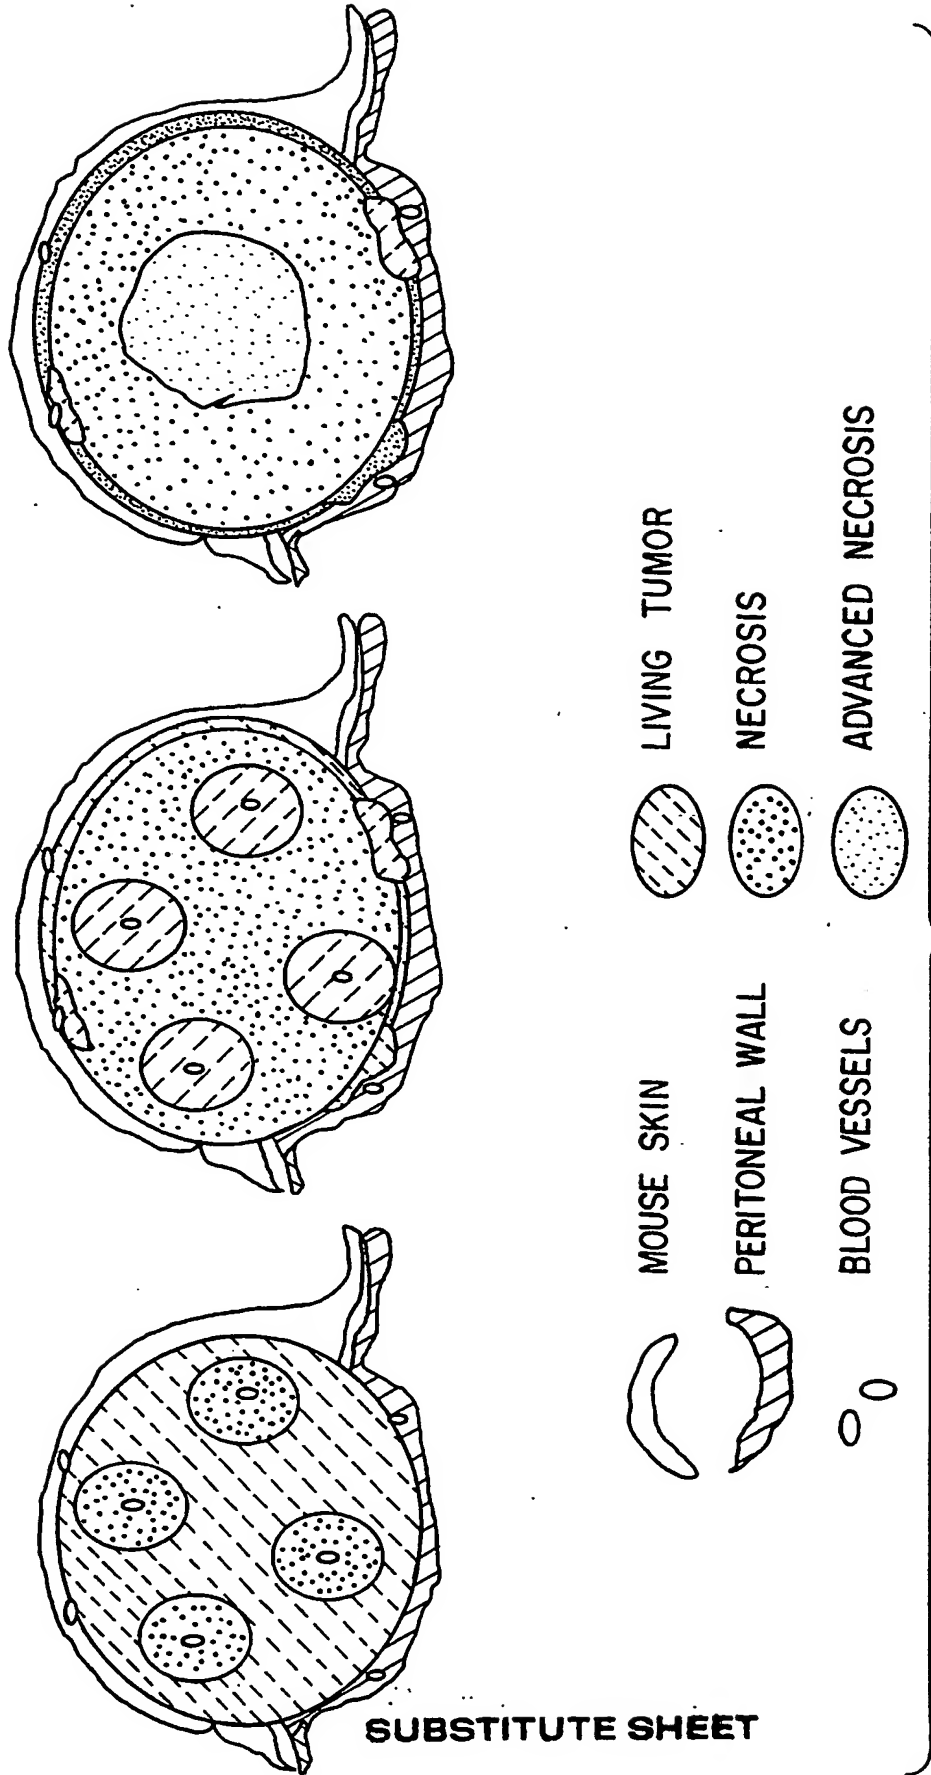 MOUSE SKIN
PERITONEAL WALL
BLOOD VESSELS
LIVING TUMOR
NECROSIS
ADVANCED NECROSIS
SUBSTITUTE SHEET